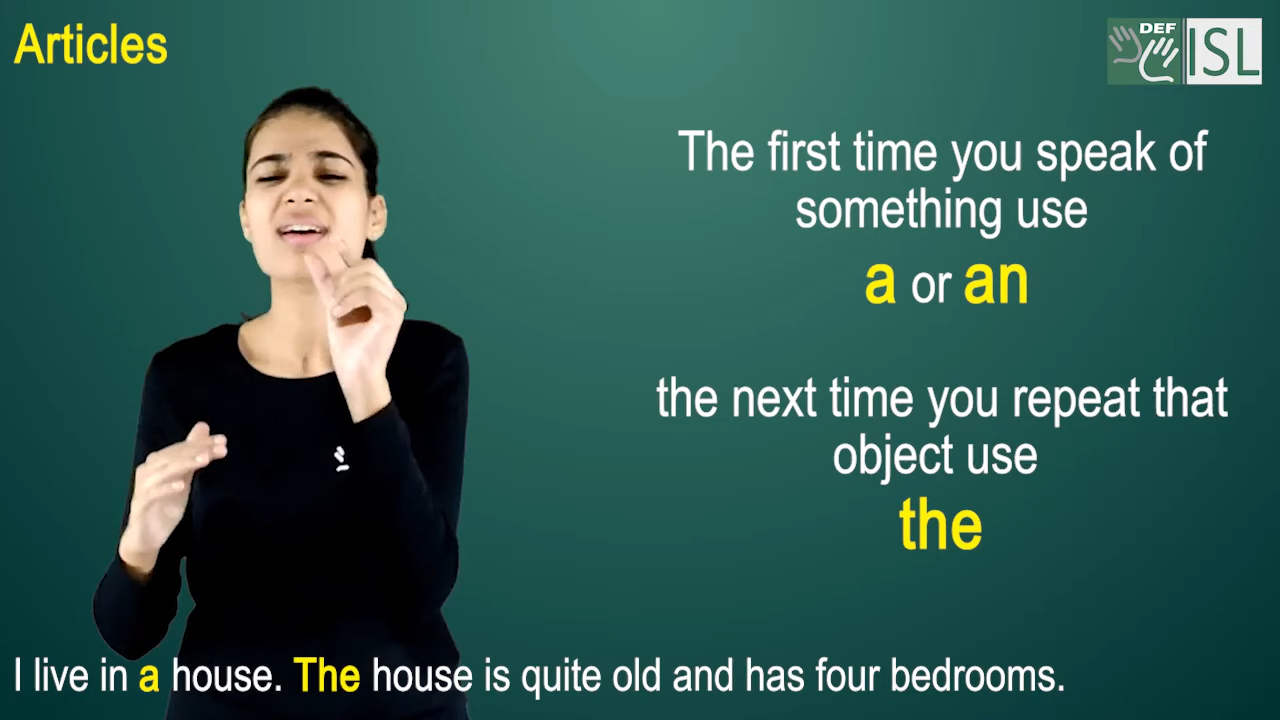 Articles
DEF
ISL
The first time you speak of
something use
a or an
the next time you repeat that
object use
the
I live in a house. The house is quite old and has four bedrooms.